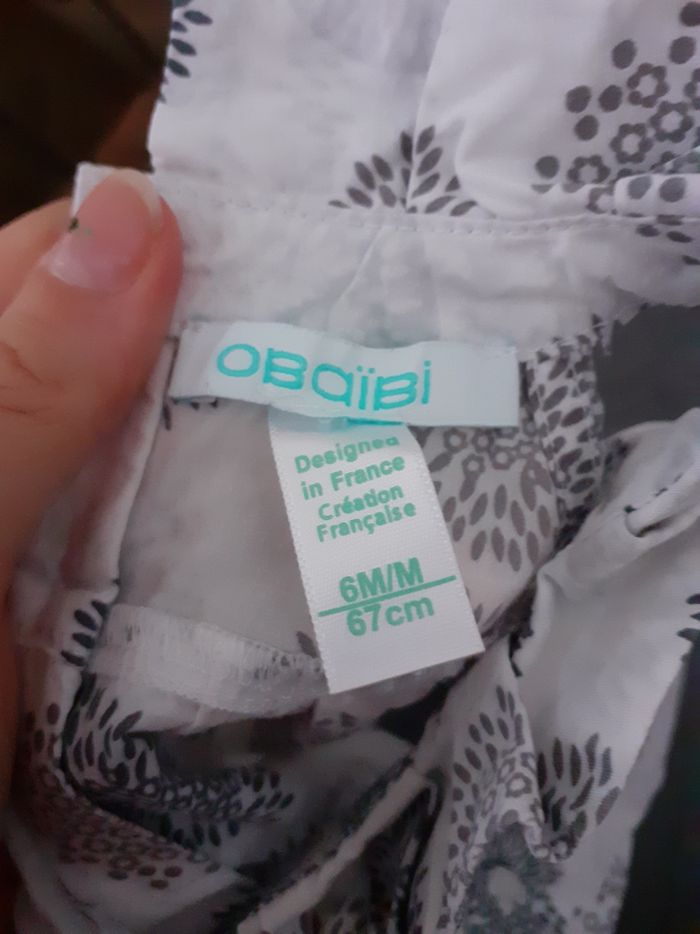 OBAÏBI
Designed
in France
Création
Française
6M/M
67cm